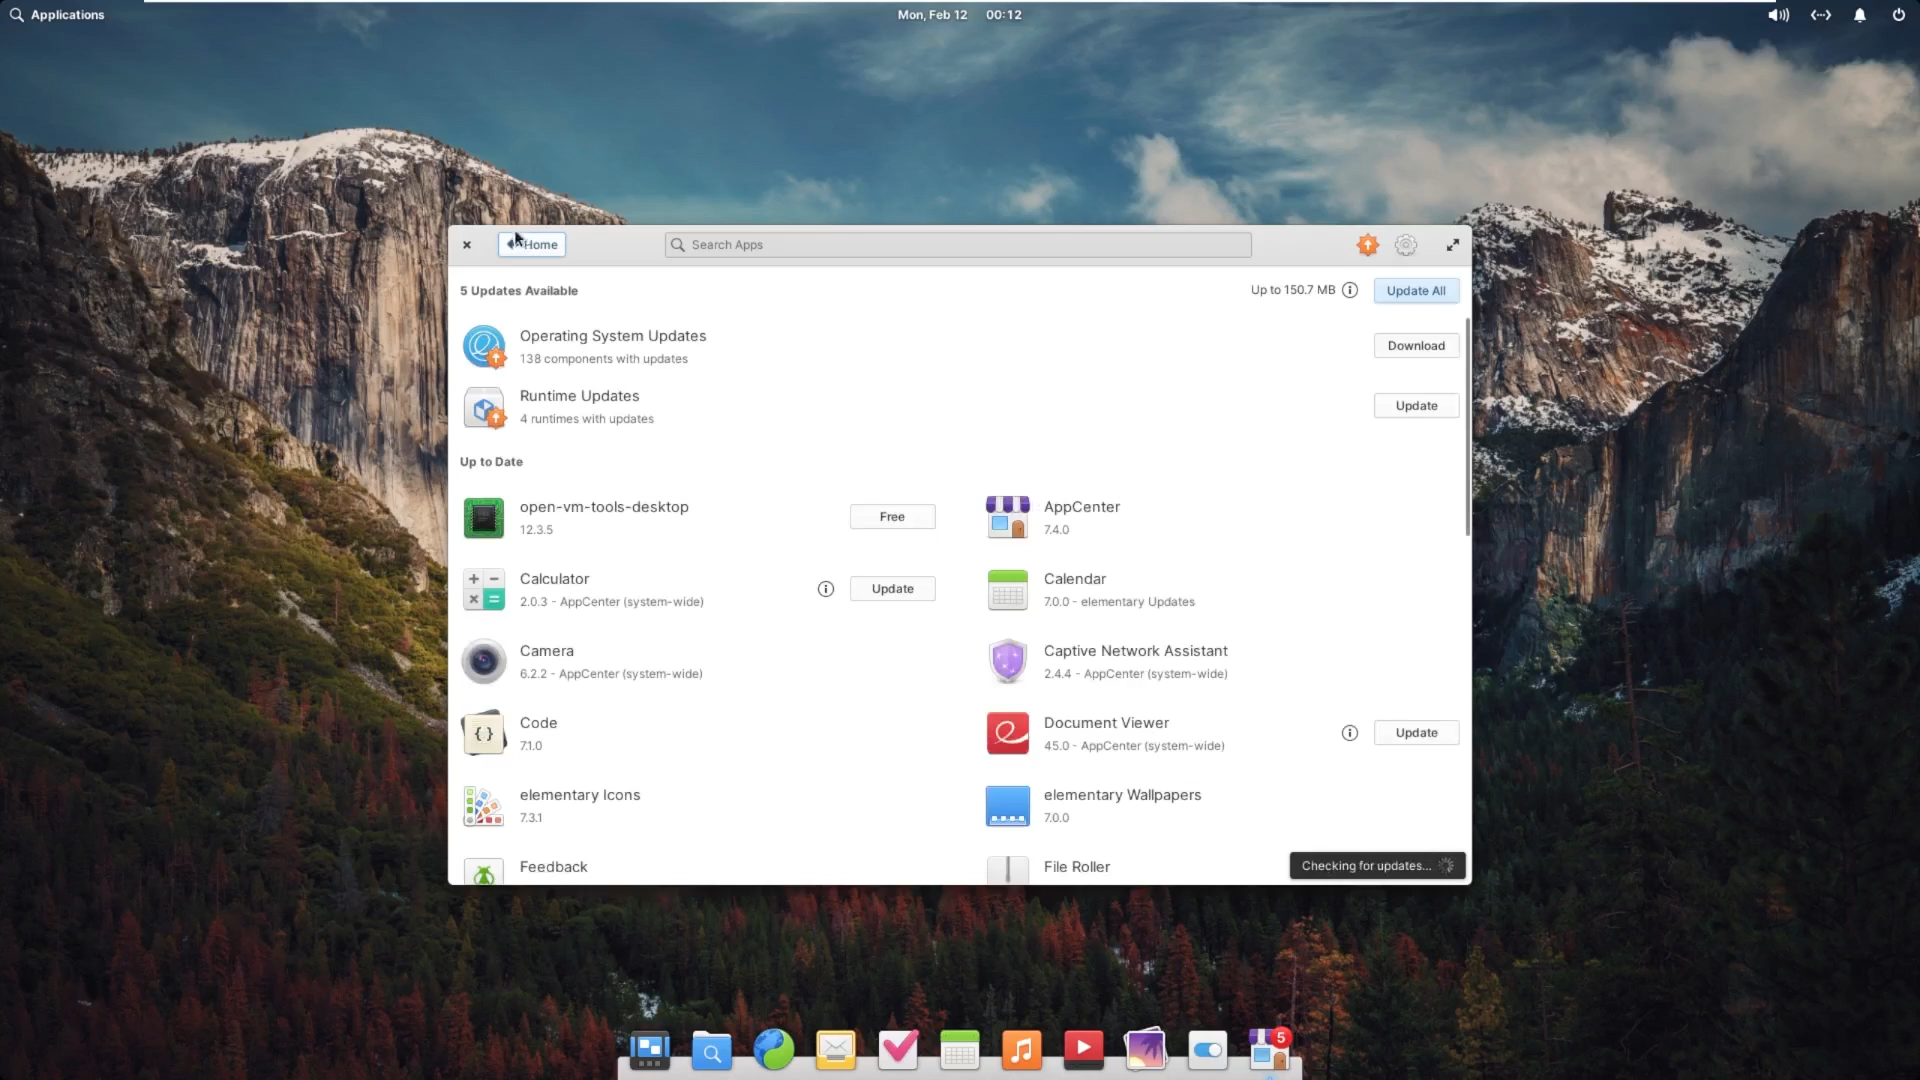 Applications
Mon, Feb 12 00:12
Home
Search Apps
5 Updates Available
Up to 150.7 MB
Update All
Operating System Updates
138 components with updates
Download
Runtime Updates
4 runtimes with updates
Update
Up to Date
open-vm-tools-desktop
12.3.5
Free
AppCenter
7.4.0
Calculator
2.0.3 - AppCenter (system-wide)
Update
Calendar
7.0.0 - elementary Updates
Camera
6.2.2 - AppCenter (system-wide)
Captive Network Assistant
2.4.4 - AppCenter (system-wide)
Code
7.1.0
Document Viewer
45.0 - AppCenter (system-wide)
Update
elementary Icons
7.3.1
elementary Wallpapers
7.0.0
Feedback
File Roller
Checking for updates...
5